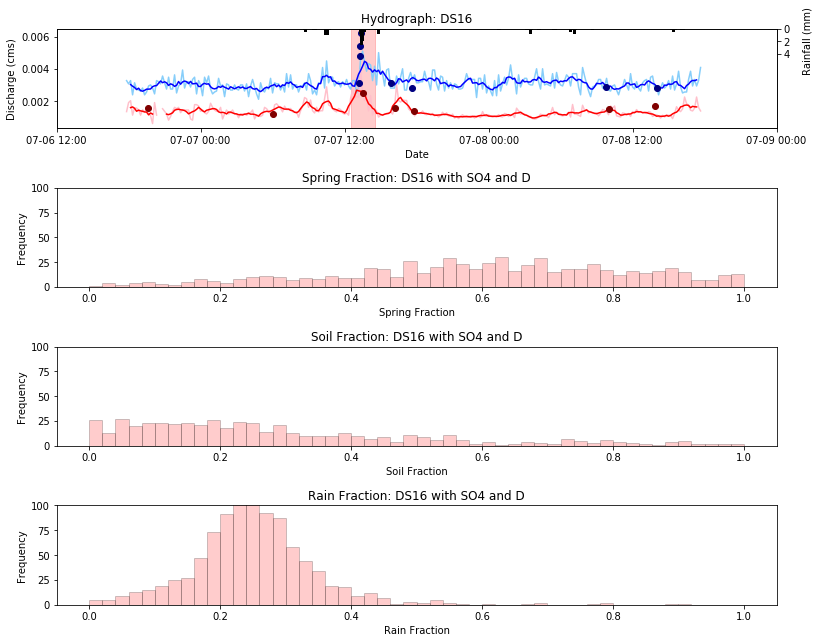 Hydrograph: DS16
0.006
0.004
0.002
Discharge (cms)
0
2
4
Rainfall (mm)
07-06 12:00 07-07 00:00 07-07 12:00 07-08 00:00 07-08 12:00 07-09 00:00
Date
Spring Fraction: DS16 with SO4 and D
100
75
50
25
0
Frequency
0.0 0.2 0.4 0.6 0.8 1.0
Spring Fraction
Soil Fraction: DS16 with SO4 and D
100
75
50
25
0
Frequency
0.0 0.2 0.4 0.6 0.8 1.0
Soil Fraction
Rain Fraction: DS16 with SO4 and D
100
75
50
25
0
Frequency
0.0 0.2 0.4 0.6 0.8 1.0
Rain Fraction